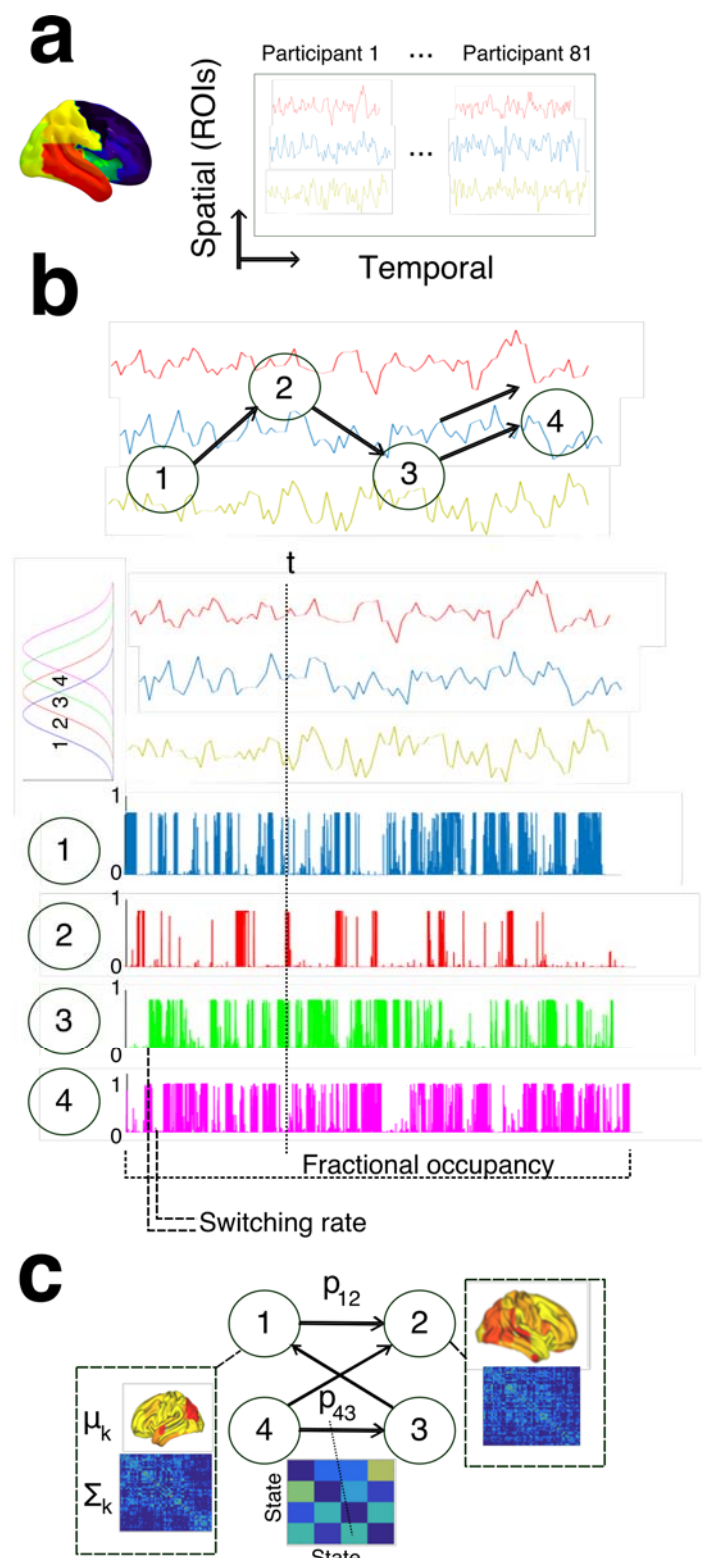 a
Participant 1 ... Participant 81
Spatial (ROIs)
...
Temporal
b
2
4
1
3
t
1 2 3 4
1
1
0
1
2
0
1
3
0
1
4
0
Fractional occupancy
Switching rate
c
p12
1
2
p43
4
3
μk
Σk
State
State